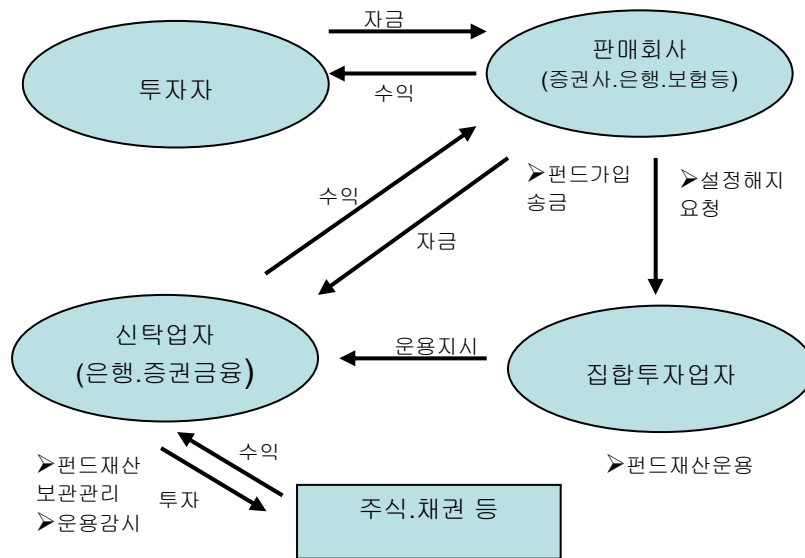 자금
투자자
판매회사
(증권사.은행.보험등)
수익
수익
➢펀드가입
송금
➢설정해지
요청
자금
신탁업자
(은행.증권금융)
운용지시
집합투자업자
➢펀드재산
보관관리
➢운용감시
수익
투자
➢펀드재산운용
주식.채권 등